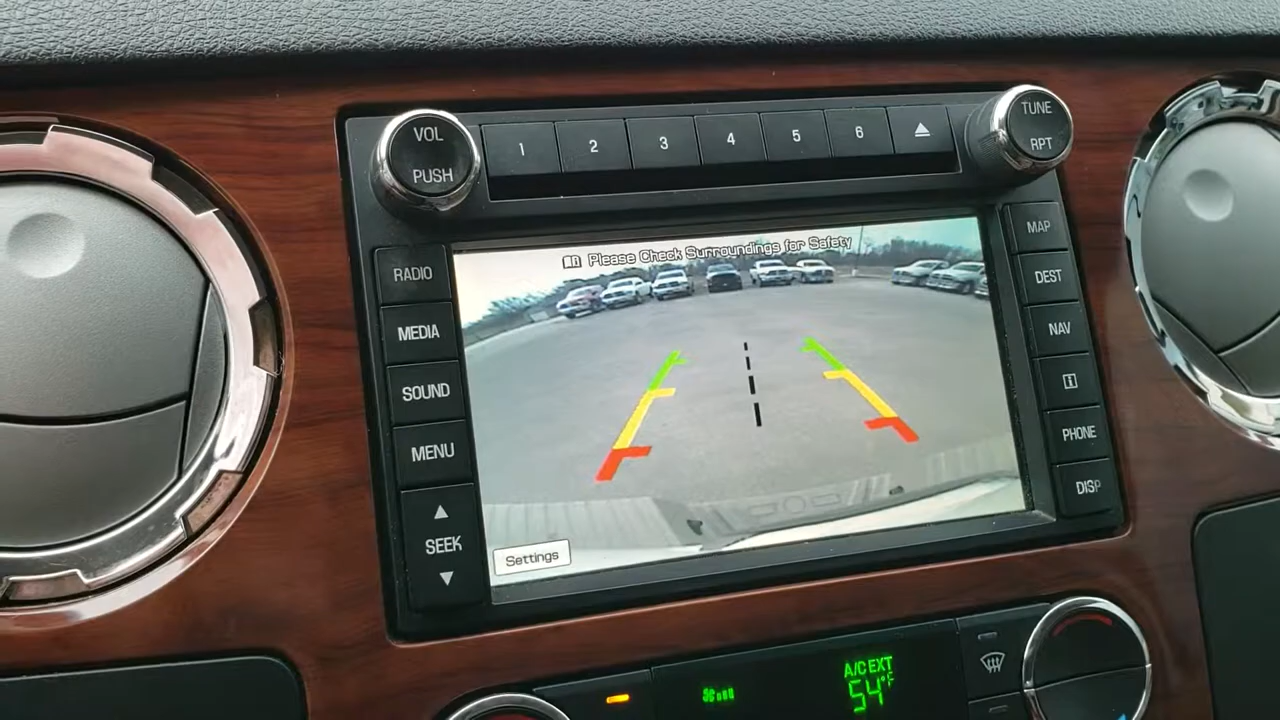 VOL
PUSH
1
2
3
4
5
6
TUNE
RPT
RADIO
MEDIA
SOUND
MENU
SEEK
Please Check Surroundings for Safety
Settings
MAP
DEST
NAV
i
PHONE
DISP
A/C EXT
54°F